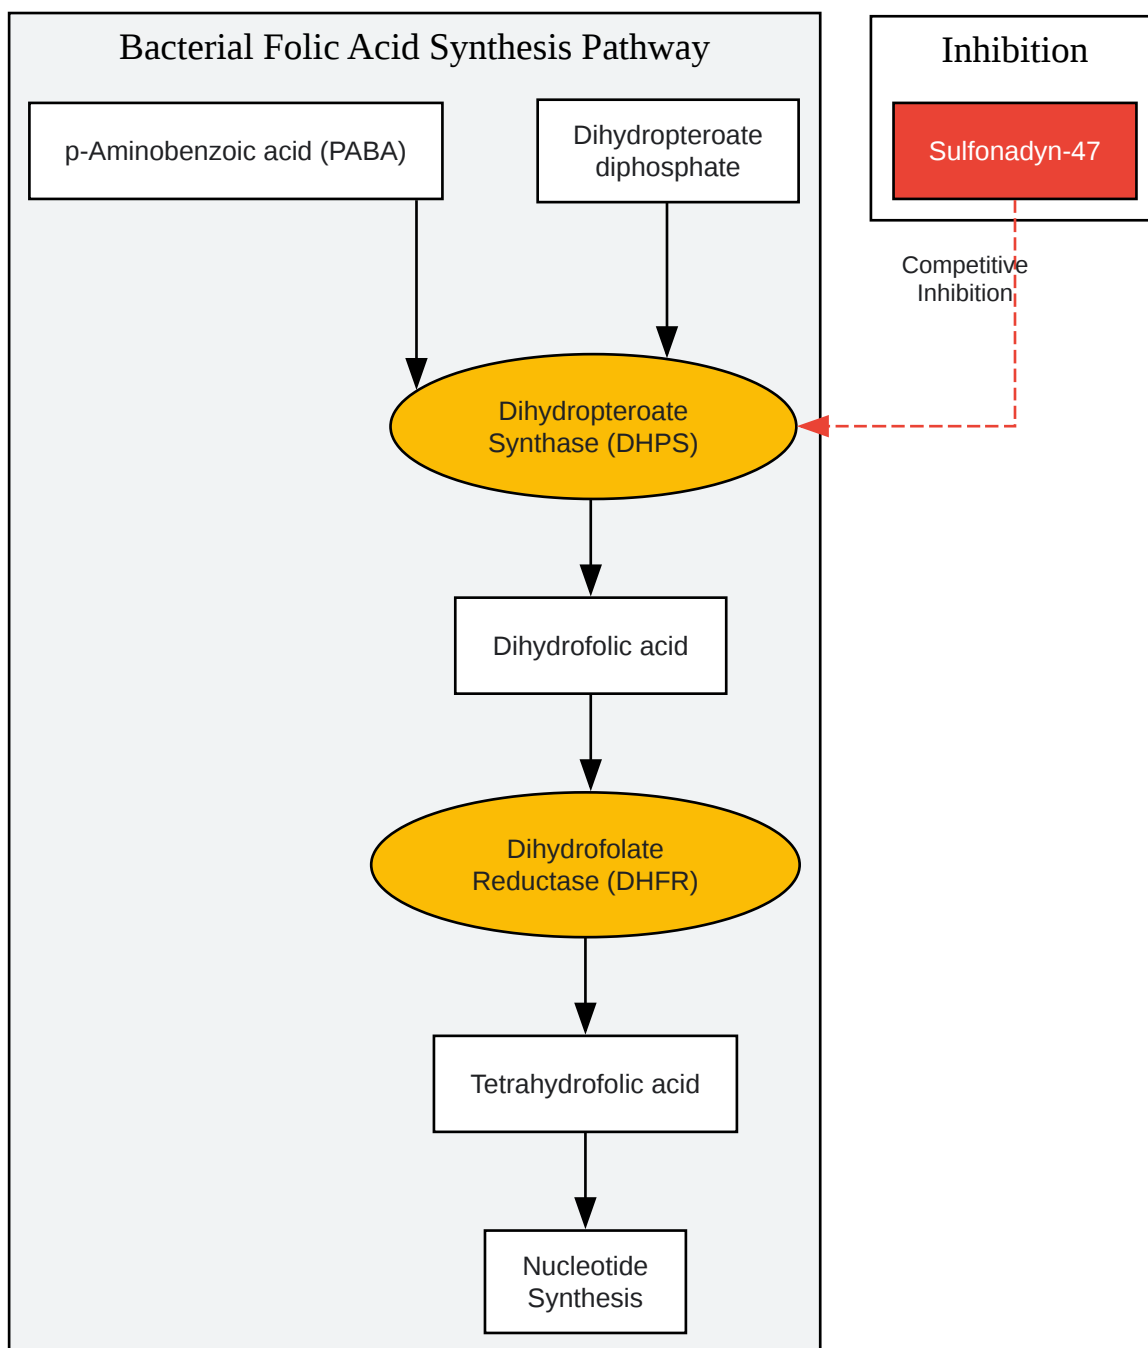 Bacterial Folic Acid Synthesis Pathway
Inhibition
p-Aminobenzoic acid (PABA)
Dihydropteroate
diphosphate
Sulfonadyn-47
Competitive
Inhibition
Dihydropteroate
Synthase (DHPS)
Dihydrofolic acid
Dihydrofolate
Reductase (DHFR)
Tetrahydrofolic acid
Nucleotide
Synthesis